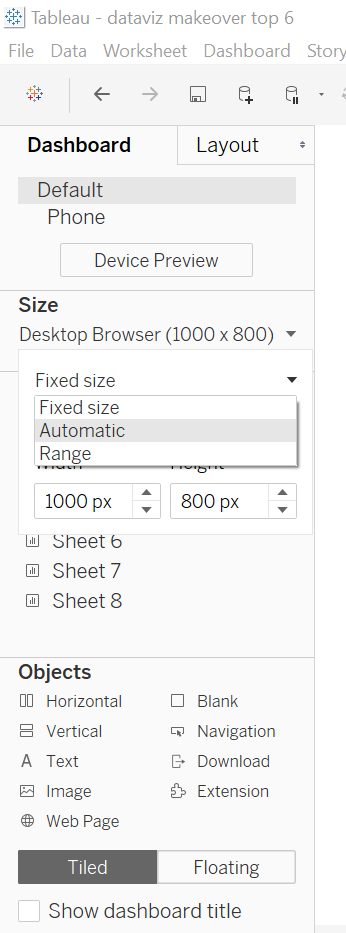 Tableau - dataviz makeover top 6
File Data Worksheet Dashboard Story
Dashboard Layout
Default
Phone
Device Preview
Size
Desktop Browser (1000 x 800)
Fixed size
Fixed size
Automatic
Range
Width Height
1000 px 800 px
Sheet 6
Sheet 7
Sheet 8
Objects
Horizontal Blank
Vertical Navigation
A Text Download
Image Extension
Web Page
Tiled Floating
Show dashboard title